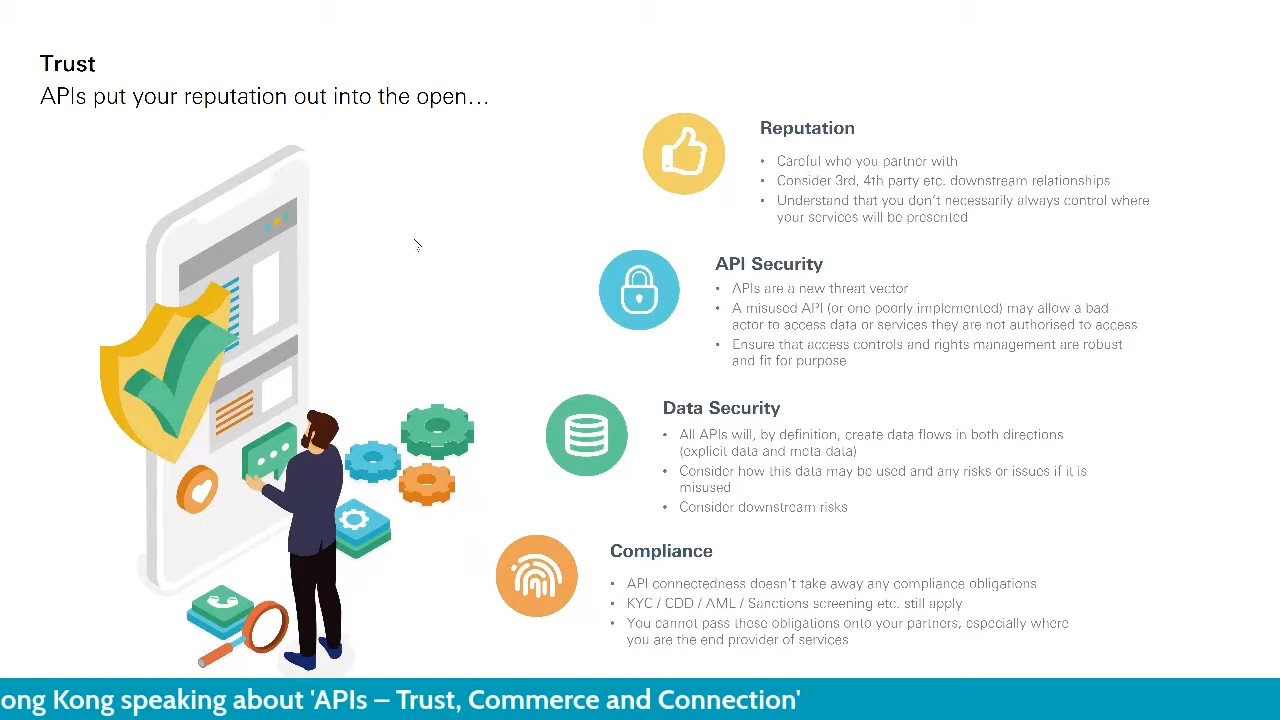 Trust
APIs put your reputation out into the open...
Reputation
• Careful who you partner with
• Consider 3rd, 4th party etc. downstream relationships
• Understand that you don't necessarily always control where
your services will be presented
API Security
• APIs are a new threat vector
• A misused API (or one poorly implemented) may allow a bad
actor to access data or services they are not authorised to access
• Ensure that access controls and rights management are robust
and fit for purpose
Data Security
• All APIs will, by definition, create data flows in both directions
(explicit data and meta data)
• Consider how this data may be used and any risks or issues if it is
misused
• Consider downstream risks
Compliance
• API connectedness doesn't take away any compliance obligations
• KYC / CDD / AML / Sanctions screening etc. still apply
• You cannot pass these obligations onto your partners, especially where
you are the end provider of services
ong Kong speaking about 'APIs – Trust, Commerce and Connection'